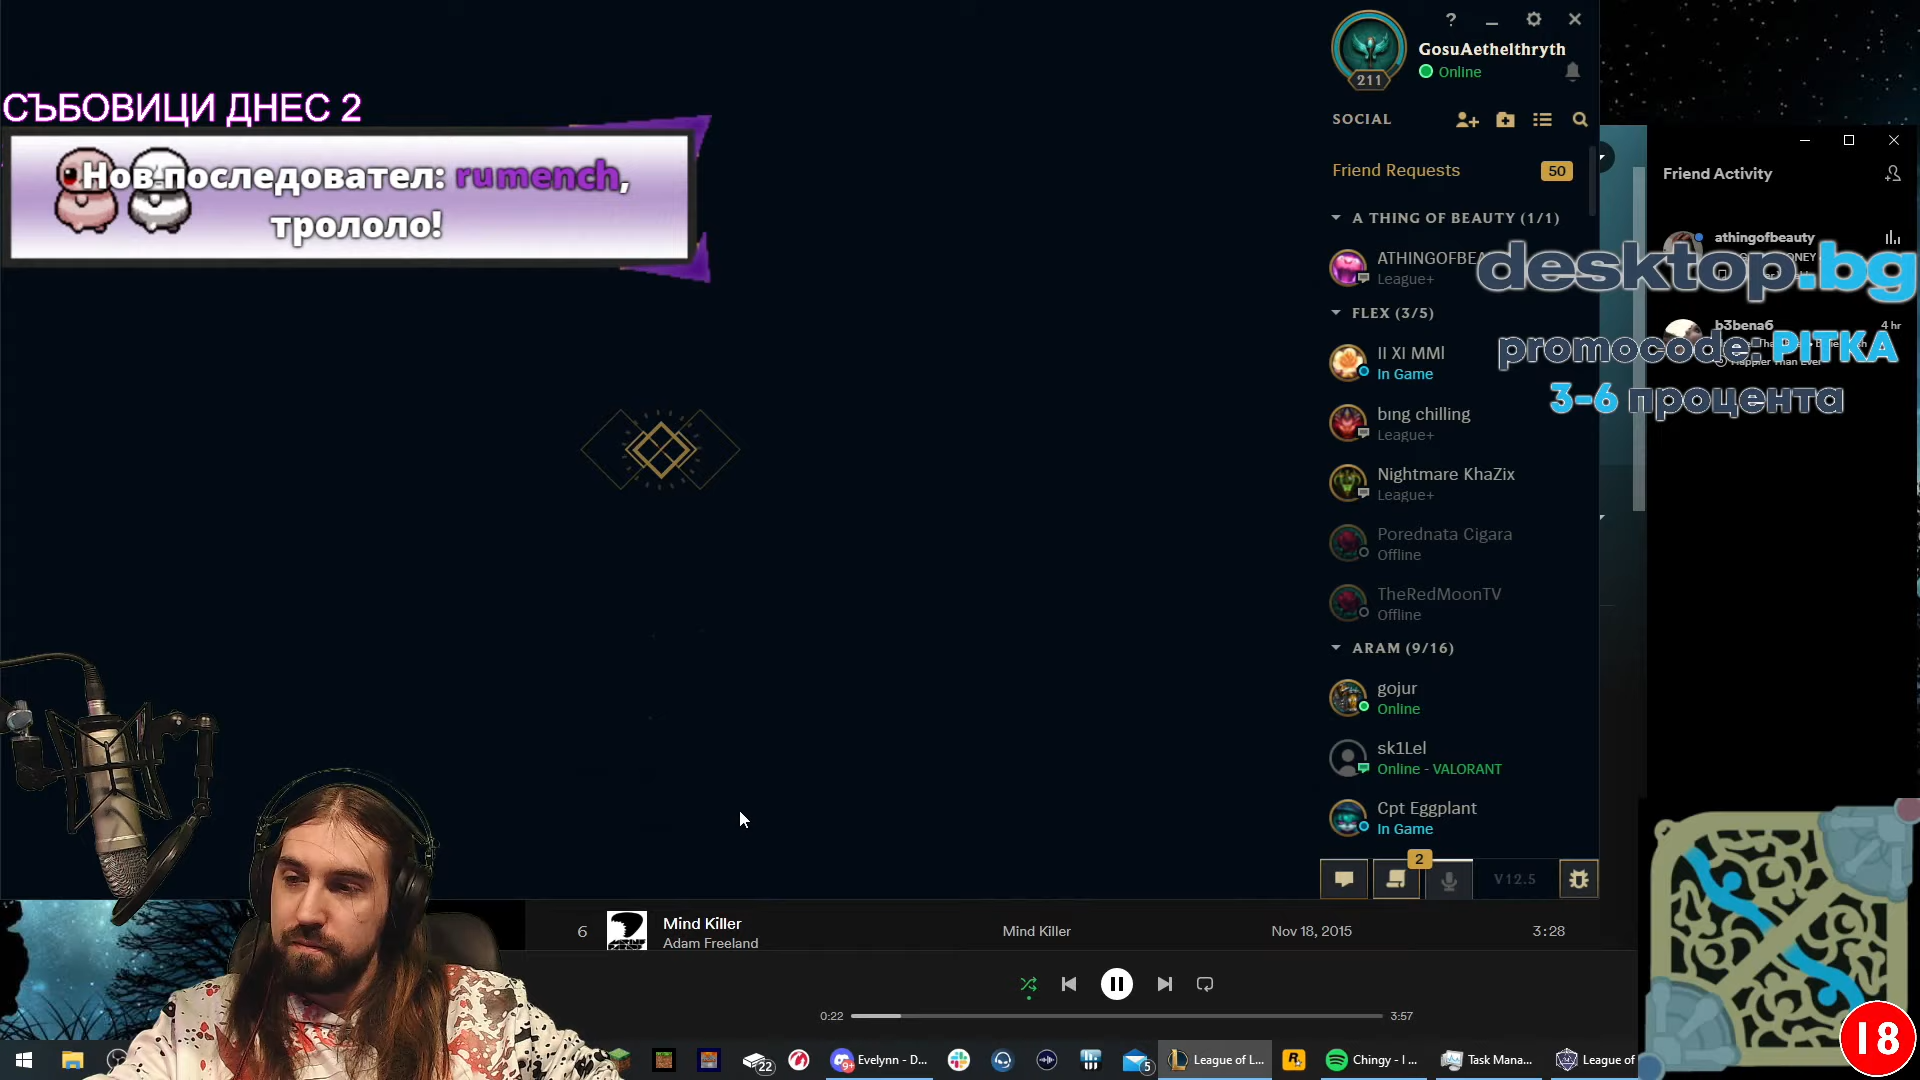 GosuAethelthryth
211
Online
СЪБОВИЦИ ДНЕС 2
SOCIAL
Нов последовател: rumench,
трололо!
Friend Requests
50
Friend Activity
A THING OF BEAUTY (1/1)
ATHINGOFBEA
League+
athingofbeauty
desktop.bg
FLEX (3/5)
II XI MMl
In Game
b3bena6
4 hr
promocode: PITKA
3-6 процента
bıng chilling
League+
Nightmare KhaZix
League+
Porednata Cigara
Offline
TheRedMoonTV
Offline
ARAM (9/16)
gojur
Online
sk1Lel
Online - VALORANT
Cpt Eggplant
In Game
2
V12.5
6
Mind Killer
Adam Freeland
Mind Killer
Nov 18, 2015
3:28
0:22
3:57
18
22
9+
Evelynn - D...
5
League of L...
Chingy - I ...
Task Mana...
League of